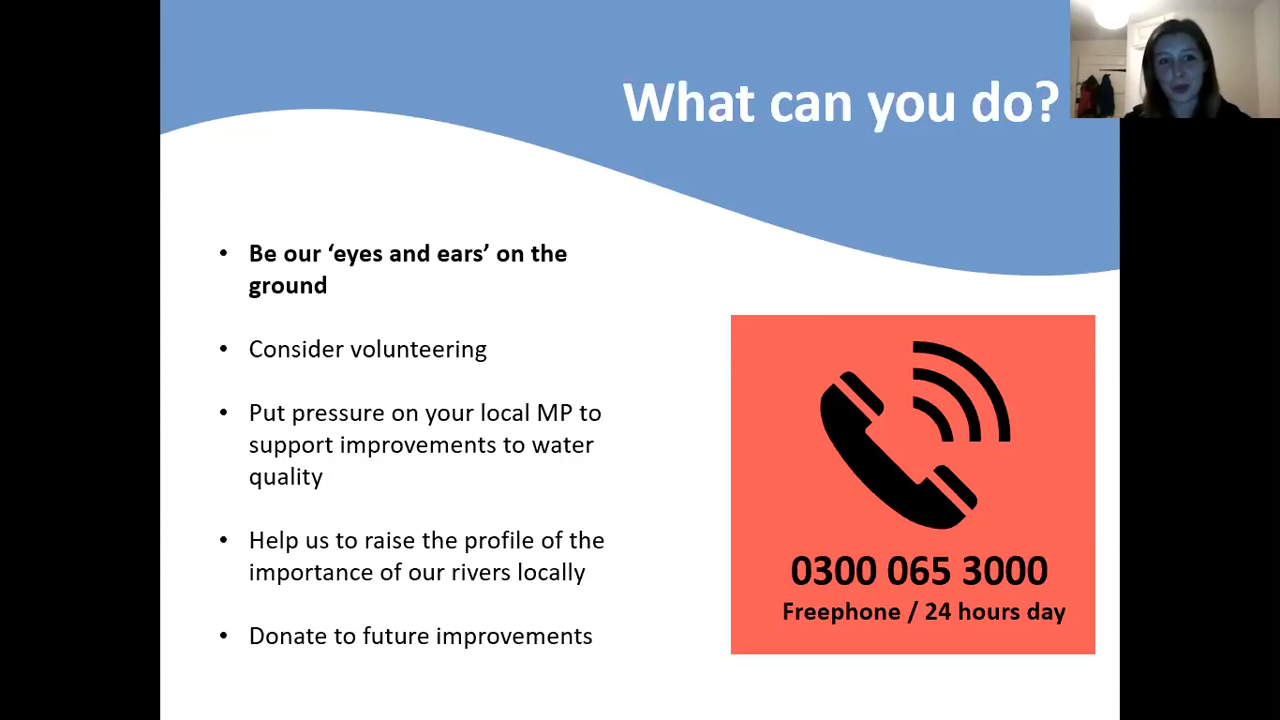 What can you do?
• Be our ‘eyes and ears’ on the
ground
• Consider volunteering
• Put pressure on your local MP to
support improvements to water
quality
• Help us to raise the profile of the
importance of our rivers locally
• Donate to future improvements
0300 065 3000
Freephone / 24 hours day